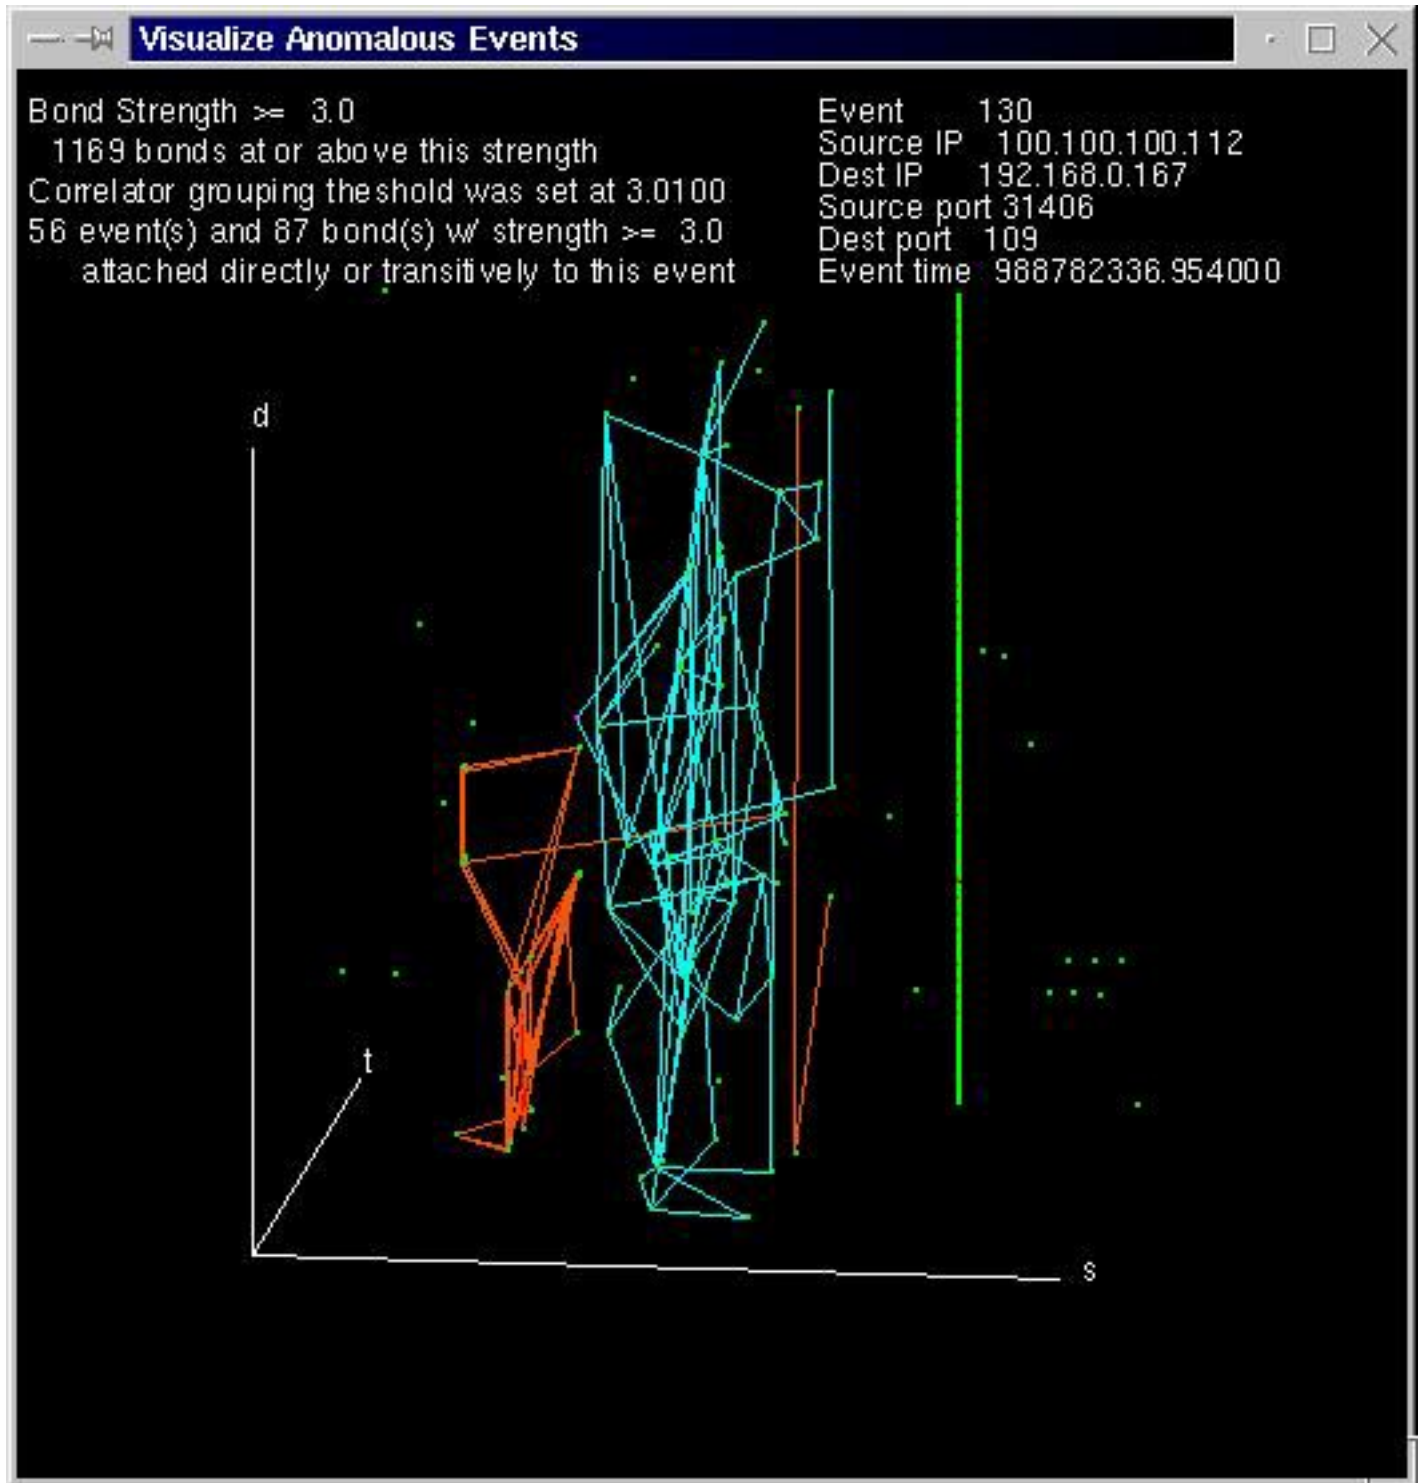 Visualize Anomalous Events
Bond Strength >= 3.0
1169 bonds at or above this strength
Correlator grouping theshold was set at 3.0100
56 event(s) and 87 bond(s) w/ strength >= 3.0
attached directly or transitively to this event
Event 130
Source IP 100.100.100.112
Dest IP 192.168.0.167
Source port 31406
Dest port 109
Event time 988782336.954000
d
t
s